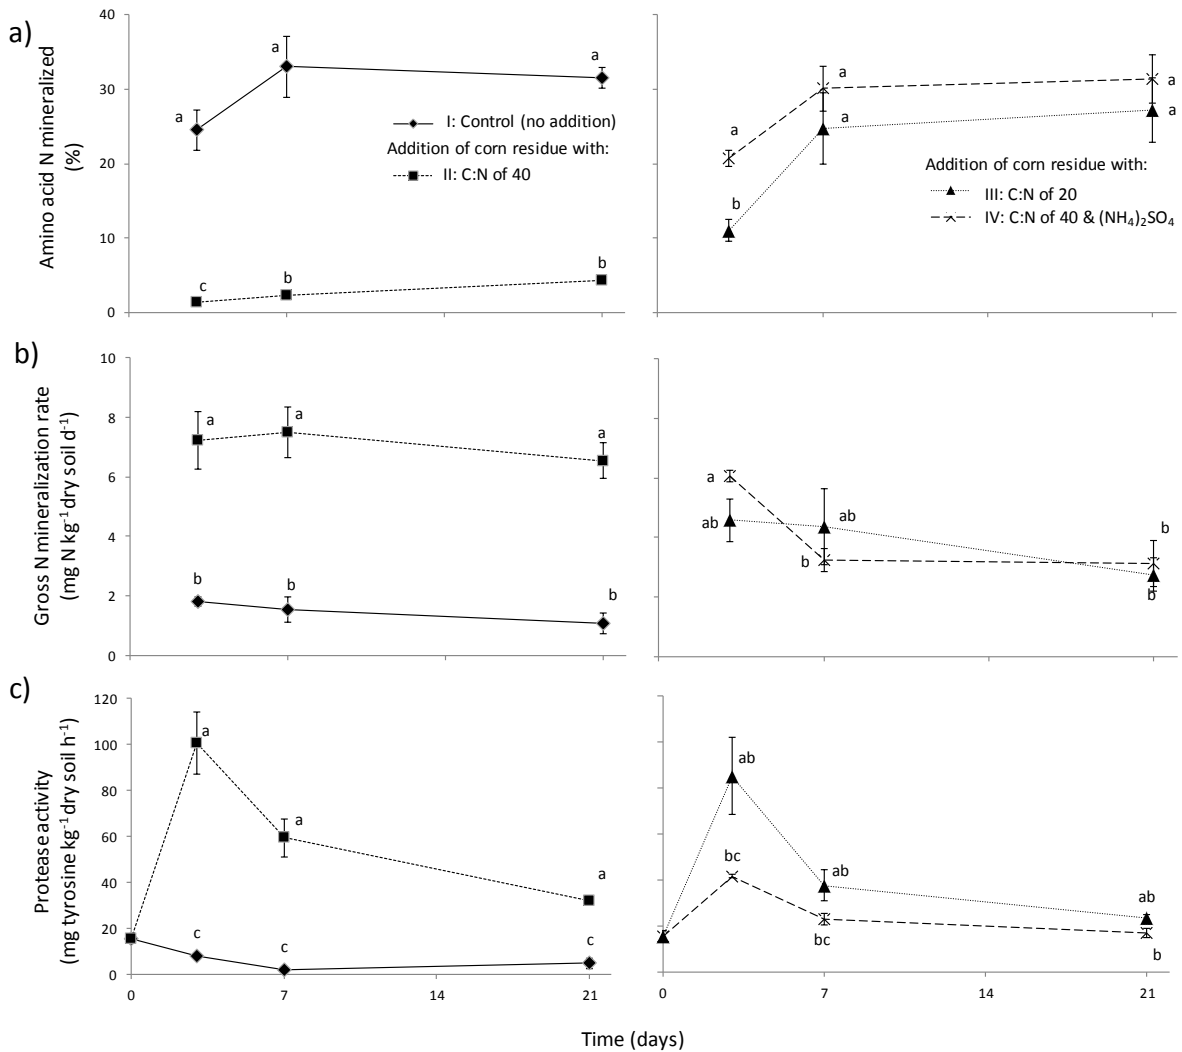 a)
Amino acid N mineralized
(%)
40
30
20
10
0
a
a
a
I: Control (no addition)
Addition of corn residue with:
II: C:N of 40
c
b
b
a
a
a
a
a
b
Addition of corn residue with:
III: C:N of 20
IV: C:N of 40 & (NH₄)₂SO₄
b)
Gross N mineralization rate
(mg N kg⁻¹ dry soil d⁻¹)
10
8
6
4
2
0
a
a
a
b
b
b
a
ab
ab
b
b
b
c)
Protease activity
(mg tyrosine kg⁻¹ dry soil h⁻¹)
120
100
80
60
40
20
0
a
a
a
c
c
c
0
7
14
21
ab
bc
ab
bc
ab
b
0
7
14
21
Time (days)